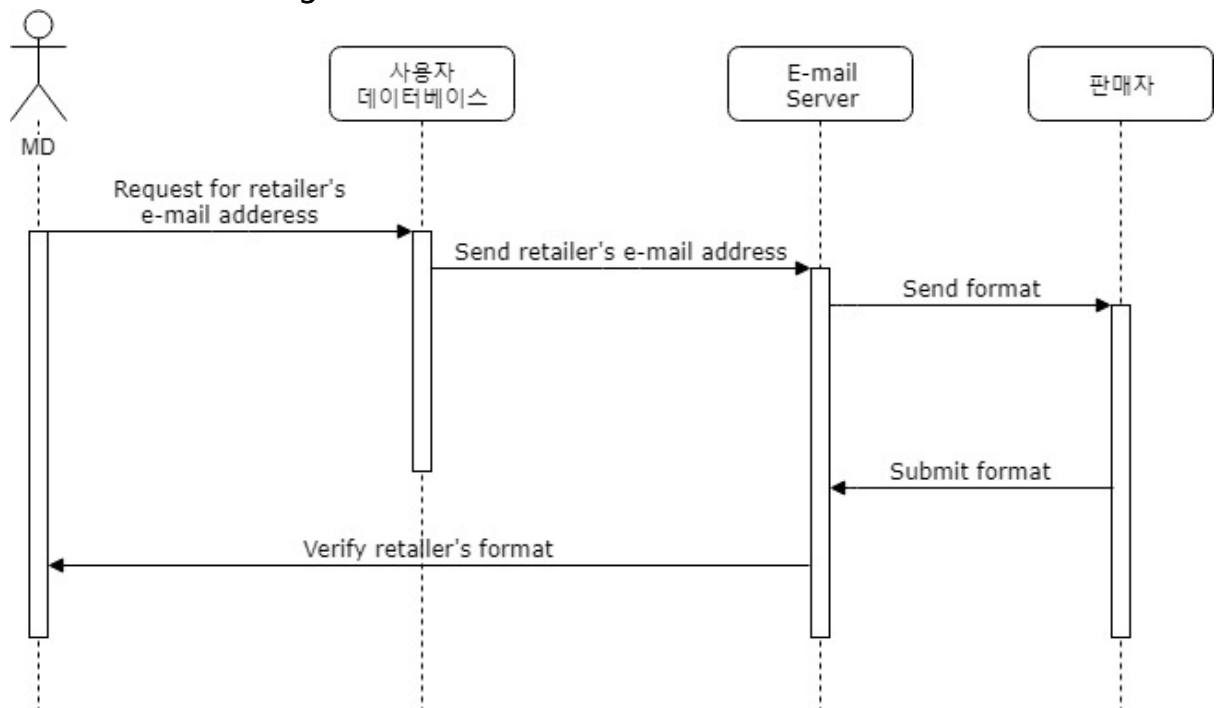 사용자
데이터베이스
E-mail
Server
판매자
MD
Request for retailer's
e-mail adderess
Send retailer's e-mail address
Send format
Submit format
Verify retailer's format